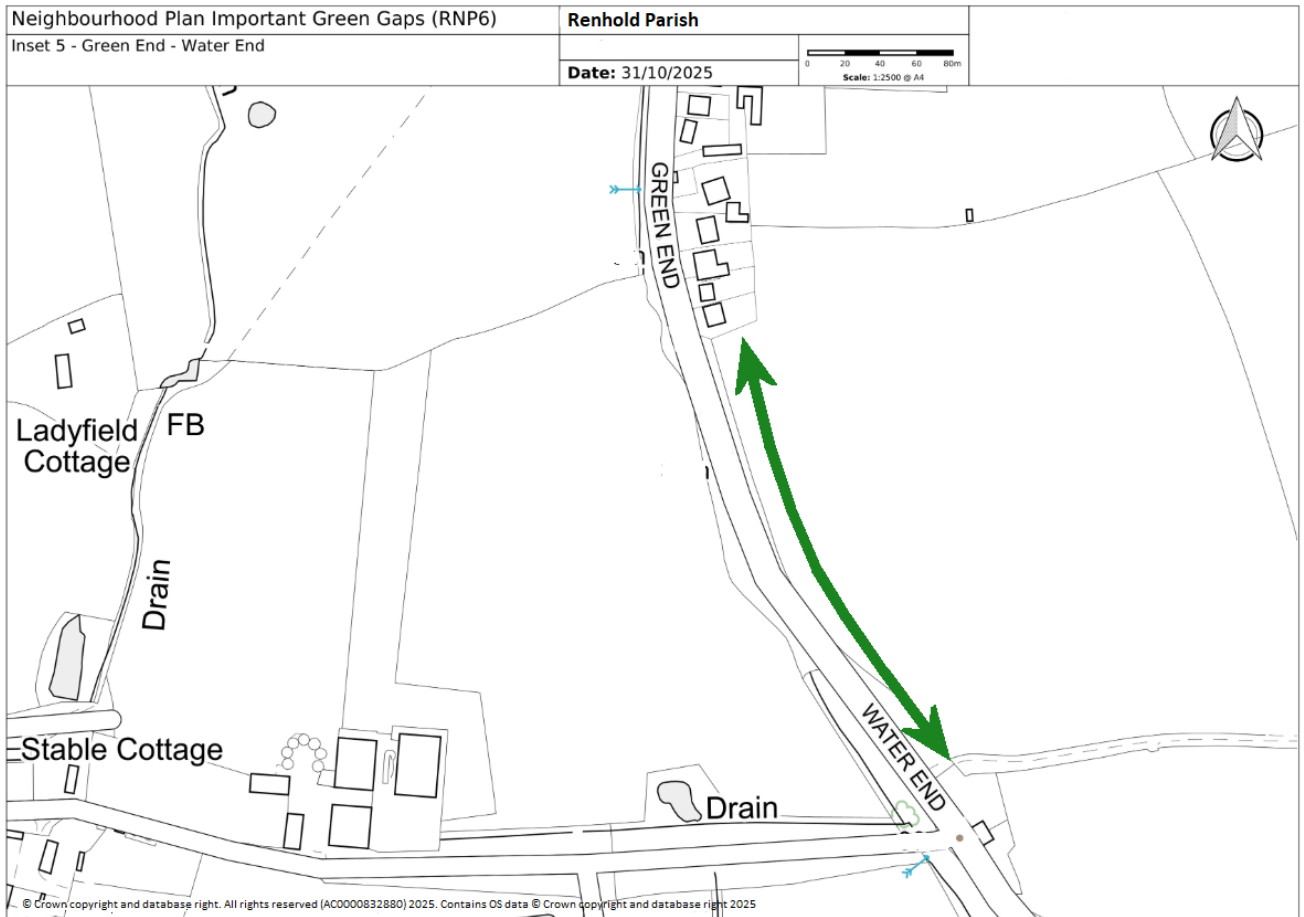 Neighbourhood Plan Important Green Gaps (RNP6)
Renhold Parish
Inset 5 - Green End - Water End
Date: 31/10/2025
0 20 40 60 80m
Scale: 1:2500 @ A4
GREEN END
FB
Ladyfield
Cottage
Drain
WATER END
Stable Cottage
Drain
© Crown copyright and database right. All rights reserved (AC0000832880) 2025. Contains OS data © Crown copyright and database right 2025